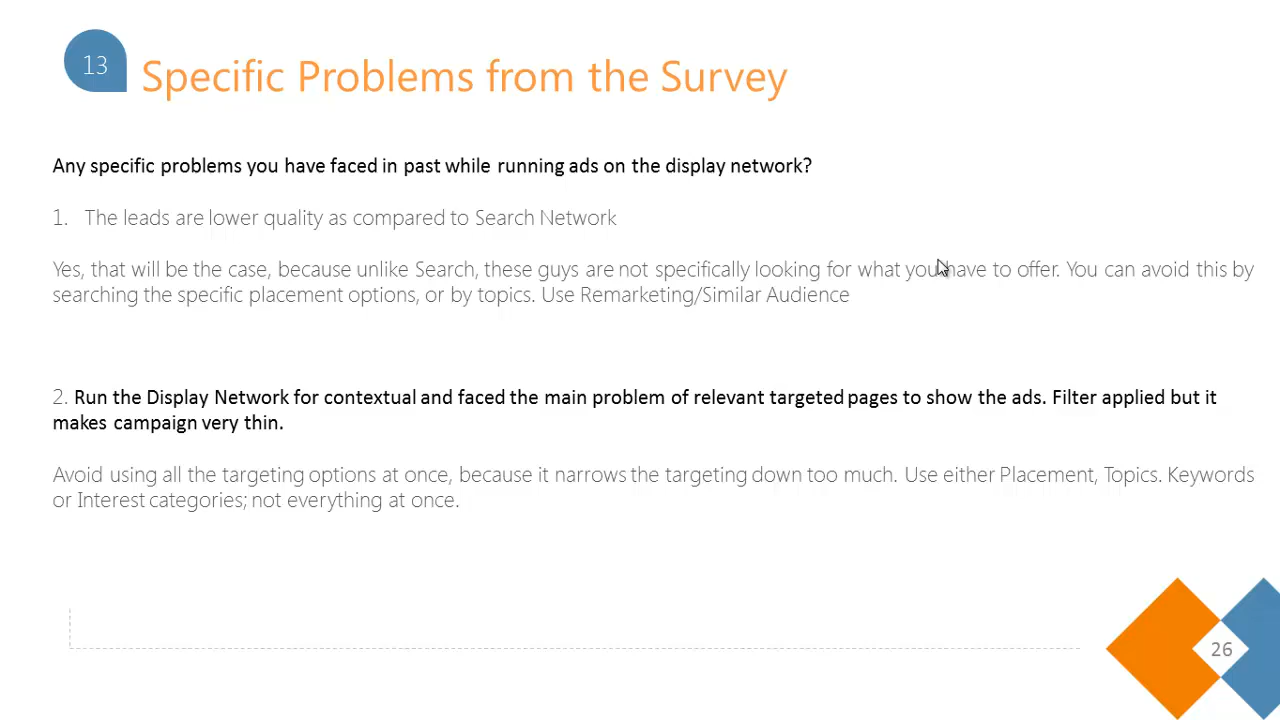 13
Specific Problems from the Survey
Any specific problems you have faced in past while running ads on the display network?
1. The leads are lower quality as compared to Search Network
Yes, that will be the case, because unlike Search, these guys are not specifically looking for what you have to offer. You can avoid this by
searching the specific placement options, or by topics. Use Remarketing/Similar Audience
2. Run the Display Network for contextual and faced the main problem of relevant targeted pages to show the ads. Filter applied but it
makes campaign very thin.
Avoid using all the targeting options at once, because it narrows the targeting down too much. Use either Placement, Topics. Keywords
or Interest categories; not everything at once.
26